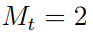 M_t = 2